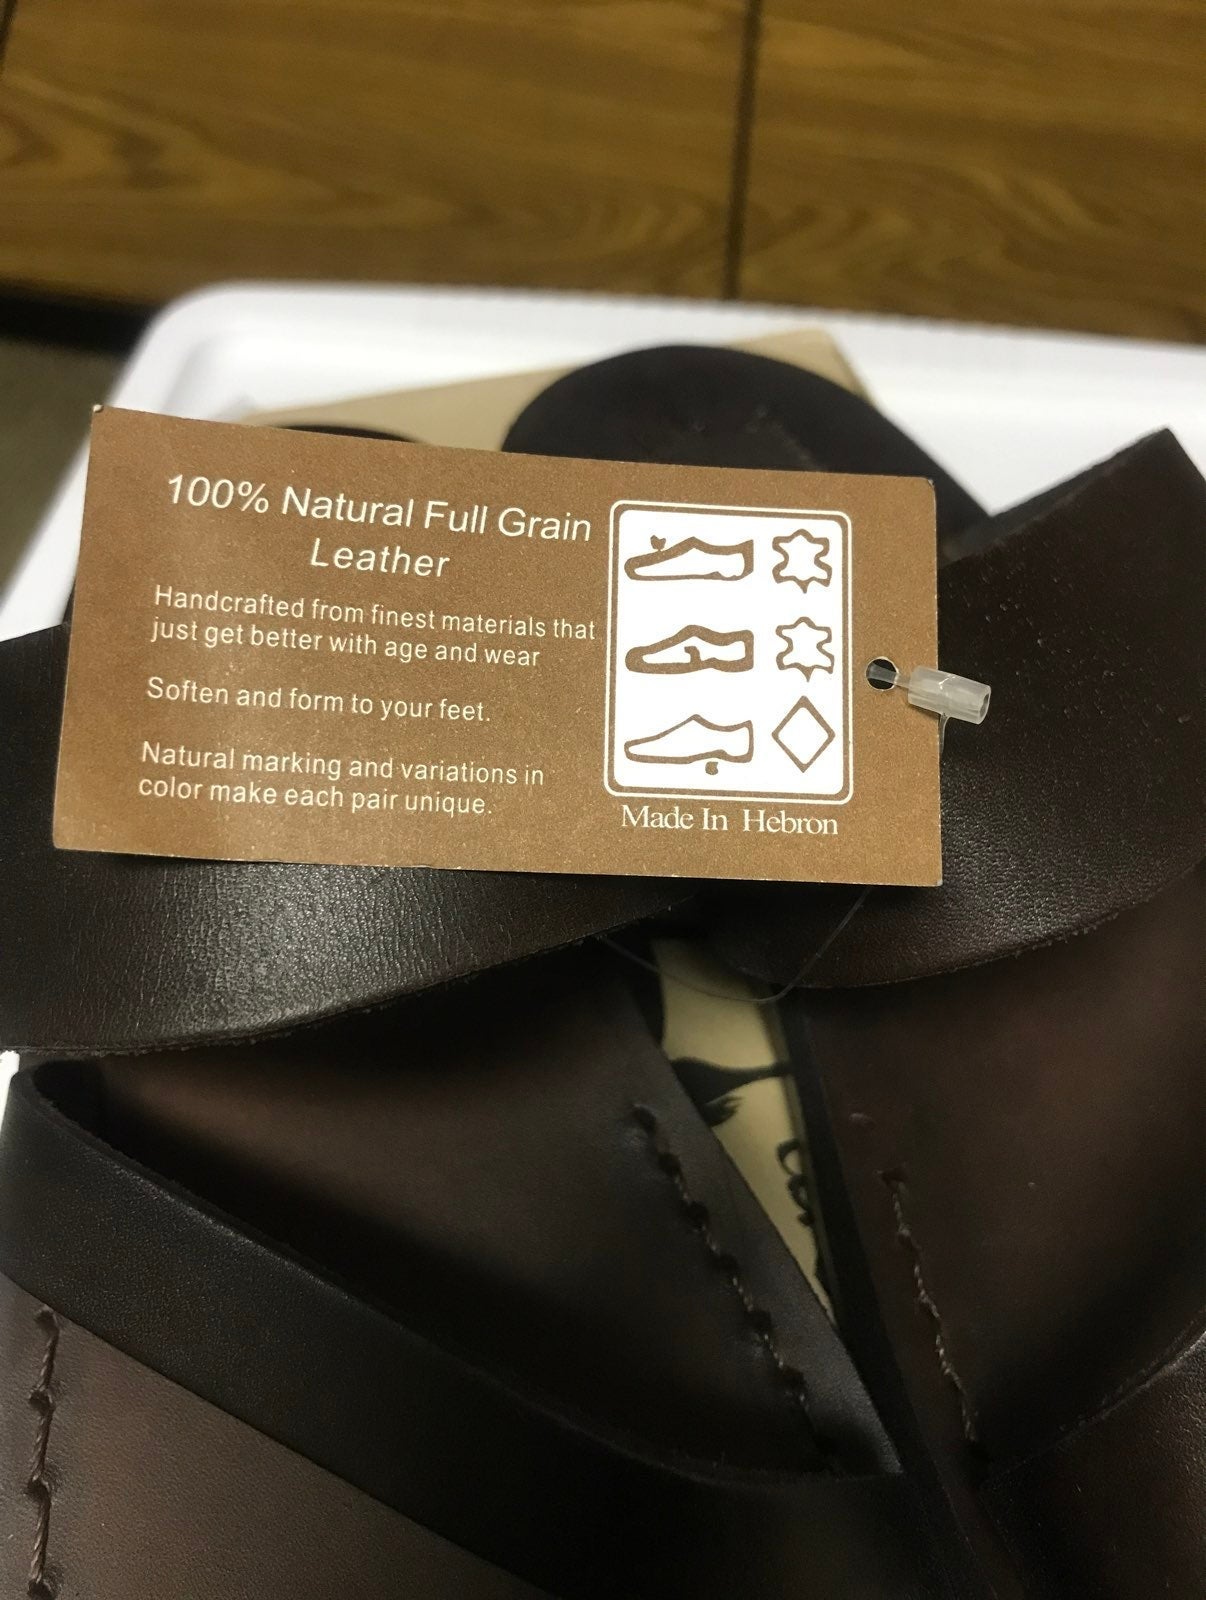 100% Natural Full Grain
Leather
Handcrafted from finest materials that
just get better with age and wear
Soften and form to your feet.
Natural marking and variations in
color make each pair unique.
Made In Hebron